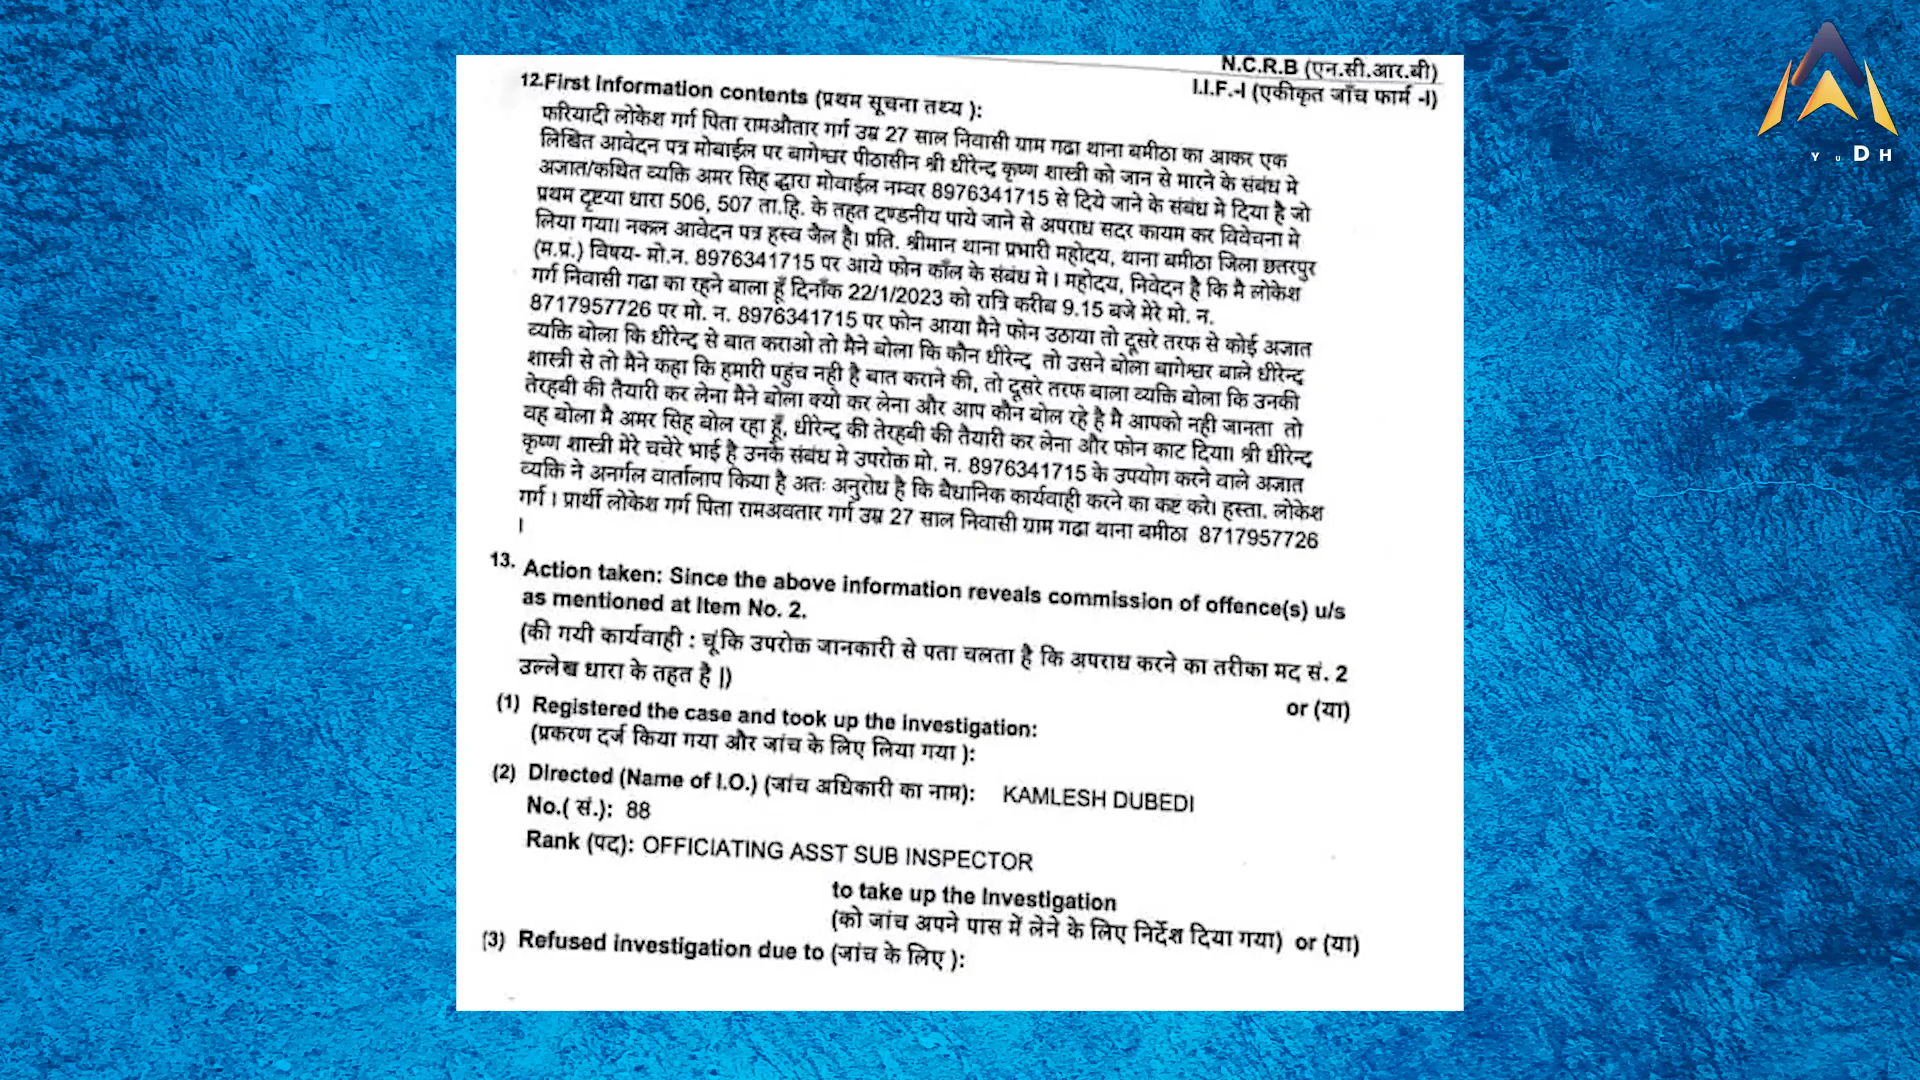 N.C.R.B (एन.सी.आर.बी)
I.I.F.-I (एकीकृत जाँच फार्म -I)
12.First Information contents (प्रथम सूचना तथ्य ):
फरियादी लोकेश गर्ग पिता रामऔतार गर्ग उम्र 27 साल निवासी ग्राम गढा थाना बमीठा का आकर एक
लिखित आवेदन पत्र मोबाईल पर बागेश्वर पीठासीन श्री धीरेन्द्र कृष्ण शास्त्री को जान से मारने के संबंध मे
अज्ञात/कथित व्यक्ति अमर सिह द्वारा मोवाईल नम्वर 8976341715 से दिये जाने के संबंध मे दिया है जो
प्रथम दृष्टया धारा 506, 507 ता.हि. के तहत दण्डनीय पाये जाने से अपराध सदर कायम कर विवेचना मे
लिया गया। नकल आवेदन पत्र हस्व जैल है। प्रति. श्रीमान थाना प्रभारी महोदय, थाना बमीठा जिला छतरपुर
(म.प्र.) विषय- मो.न. 8976341715 पर आये फोन काँल के संबंध मे । महोदय, निवेदन है कि मै लोकेश
गर्ग निवासी गढा का रहने बाला हूँ दिनाँक 22/1/2023 को रात्रि करीब 9.15 बजे मेरे मो. न.
8717957726 पर मो. न. 8976341715 पर फोन आया मैने फोन उठाया तो दूसरे तरफ से कोई अज्ञात
व्यक्ति बोला कि धीरेन्द्र से बात कराओ तो मैने बोला कि कौन धीरेन्द्र तो उसने बोला बागेश्वर बाले धीरेन्द्र
शास्त्री से तो मैने कहा कि हमारी पहुंच नही है बात कराने की, तो दूसरे तरफ बाला व्यक्ति बोला कि उनकी
तेरहबी की तैयारी कर लेना मैने बोला क्यो कर लेना और आप कौन बोल रहे है मै आपको नही जानता तो
वह बोला मै अमर सिह बोल रहा हूँ, धीरेन्द्र की तेरहबी की तैयारी कर लेना और फोन काट दिया। श्री धीरेन्द्र
कृष्ण शास्त्री मेरे चचेरे भाई है उनके संबंध मे उपरोक्त मो. न. 8976341715 के उपयोग करने वाले अज्ञात
व्यक्ति ने अनर्गल वार्तालाप किया है अतः अनुरोध है कि बैधानिक कार्यवाही करने का कष्ट करे। हस्ता. लोकेश
गर्ग । प्रार्थी लोकेश गर्ग पिता रामअवतार गर्ग उम्र 27 साल निवासी ग्राम गढा थाना बमीठा 8717957726
।
13. Action taken: Since the above information reveals commission of offence(s) u/s
as mentioned at Item No. 2.
(की गयी कार्यवाही : चूंकि उपरोक्त जानकारी से पता चलता है कि अपराध करने का तरीका मद सं. 2
उल्लेख धारा के तहत है |)
(1) Registered the case and took up the investigation: or (या)
(प्रकरण दर्ज किया गया और जांच के लिए लिया गया ):
(2) Directed (Name of I.O.) (जांच अधिकारी का नाम): KAMLESH DUBEDI
No.( सं.): 88
Rank (पद): OFFICIATING ASST SUB INSPECTOR
to take up the Investigation
(को जांच अपने पास में लेने के लिए निर्देश दिया गया) or (या)
(3) Refused investigation due to (जांच के लिए ):
YuDH